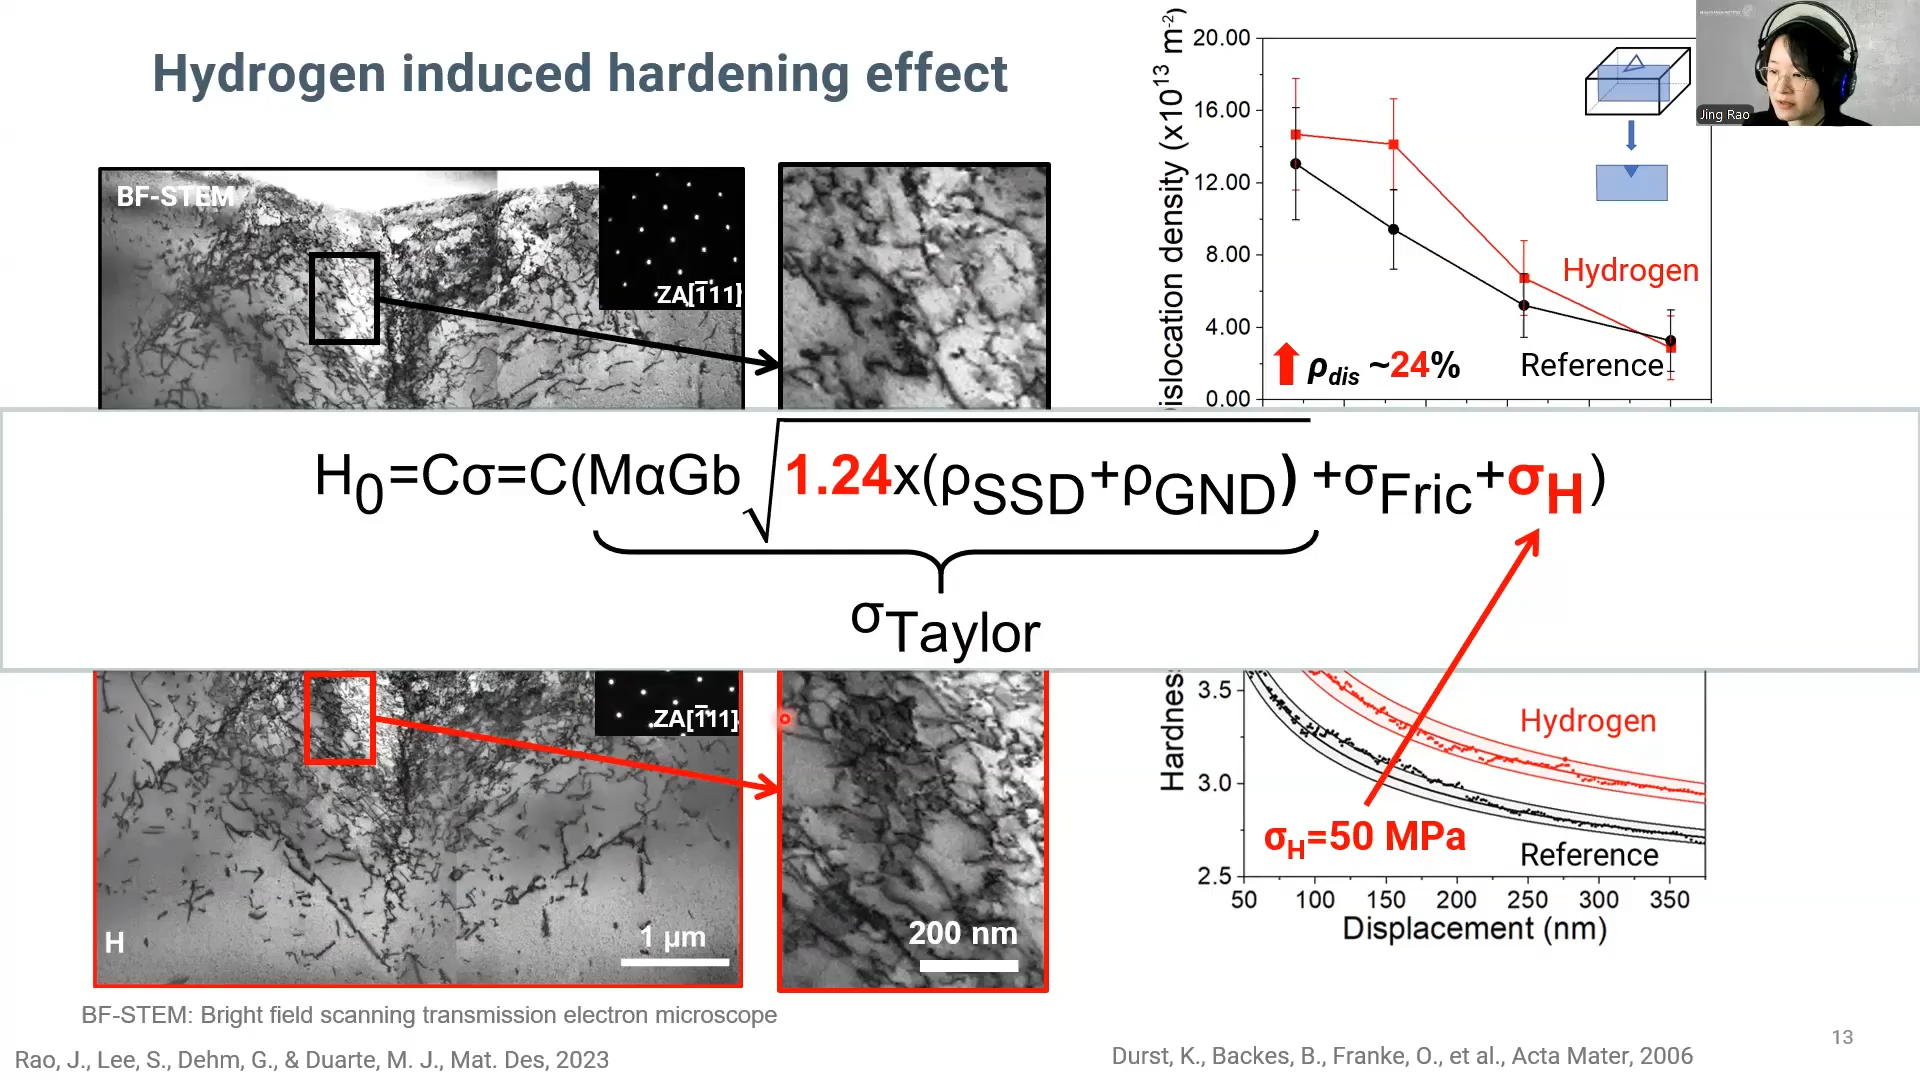 Hydrogen induced hardening effect
Jing Rao
BF-STEM
ZA[1̅11]
Dislocation density (x10¹³ m⁻²)
20.00
16.00
12.00
8.00
4.00
0.00
Hydrogen
Reference
ρdis ~24%
H0=Cσ=C(MαGb√1.24x(ρSSD+ρGND)+σFric+σH)
σTaylor
ZA[1̅11]
H
1 µm
200 nm
Hardness
3.5
3.0
2.5
Hydrogen
Reference
σH=50 MPa
50 100 150 200 250 300 350
Displacement (nm)
BF-STEM: Bright field scanning transmission electron microscope
Rao, J., Lee, S., Dehm, G., & Duarte, M. J., Mat. Des, 2023
Durst, K., Backes, B., Franke, O., et al., Acta Mater, 2006
13